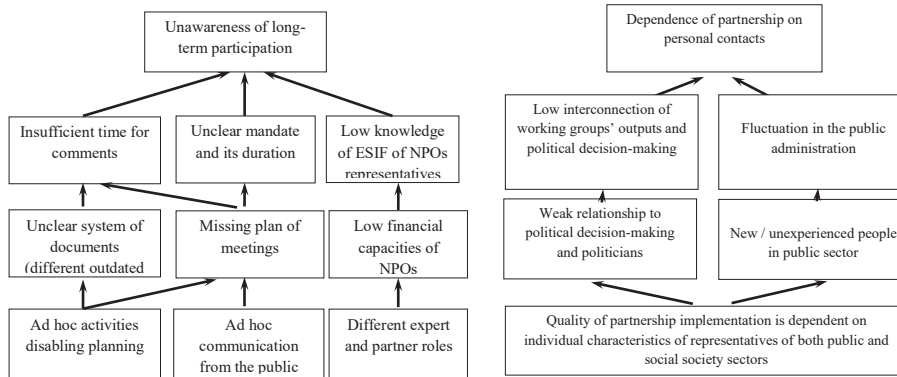 Unawareness of long-
term participation
Insufficient time for
comments
Unclear mandate
and its duration
Low knowledge
of ESIF of NPOs
representatives
Unclear system of
documents
(different outdated
Missing plan of
meetings
Low financial
capacities of
NPOs
Ad hoc activities
disabling planning
Ad hoc
communication
from the public
Different expert
and partner roles
Dependence of partnership on
personal contacts
Low interconnection of
working groups' outputs and
political decision-making
Fluctuation in the public
administration
Weak relationship to
political decision-making
and politicians
New / unexperienced people
in public sector
Quality of partnership implementation is dependent on
individual characteristics of representatives of both public and
social society sectors